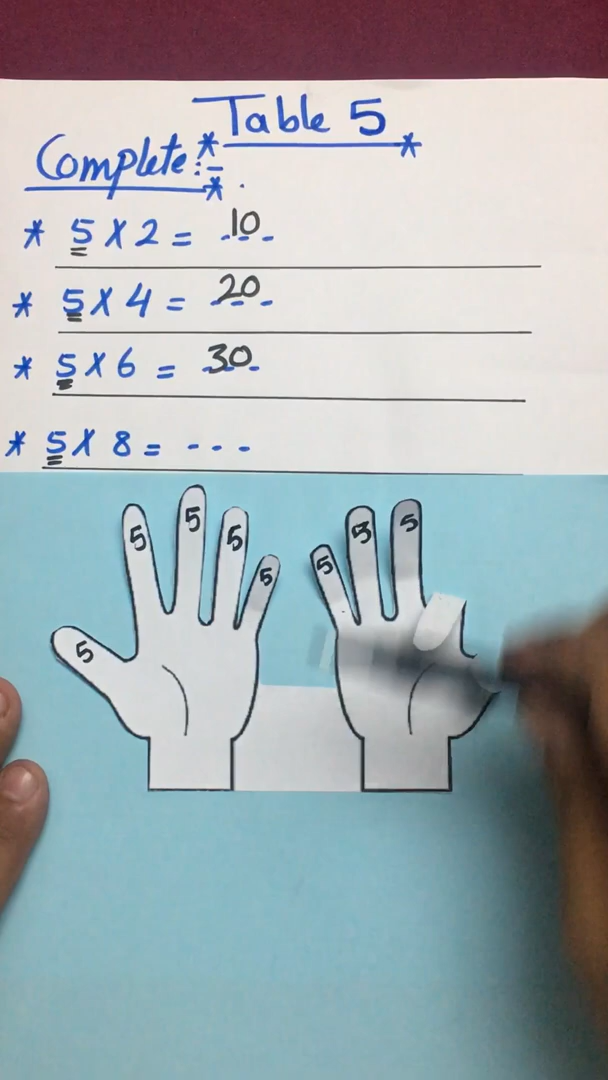 Table 5
Complete:-
* 5 X 2 = 10
* 5 X 4 = 20
* 5 X 6 = 30
* 5 X 8 = ---
5 5 5 5 5 5 5
5